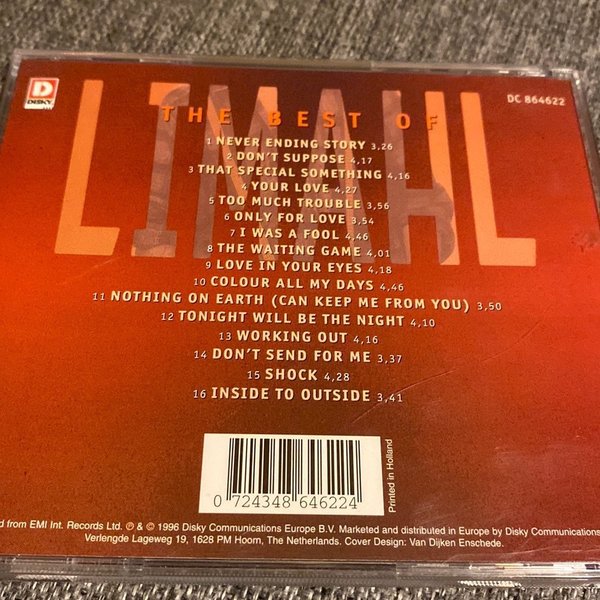 D
DISKY
LIMAHL
THE BEST OF
DC 864622
1 NEVER ENDING STORY 3,26
2 DON'T SUPPOSE 4,17
3 THAT SPECIAL SOMETHING 4,16
4 YOUR LOVE 4,27
5 TOO MUCH TROUBLE 3,56
6 ONLY FOR LOVE 3,54
7 I WAS A FOOL 4,46
8 THE WAITING GAME 4,01
9 LOVE IN YOUR EYES 4,18
10 COLOUR ALL MY DAYS 4,46
11 NOTHING ON EARTH (CAN KEEP ME FROM YOU) 3,50
12 TONIGHT WILL BE THE NIGHT 4,10
13 WORKING OUT 4,16
14 DON'T SEND FOR ME 3,37
15 SHOCK 4,28
16 INSIDE TO OUTSIDE 3,41
0 724348 646224
Printed in Holland
from EMI Int. Records Ltd. ℗ & © 1996 Disky Communications Europe B.V. Marketed and distributed in Europe by Disky Communications
Verlengde Lageweg 19, 1628 PM Hoorn, The Netherlands. Cover Design: Van Dijken Enschede.